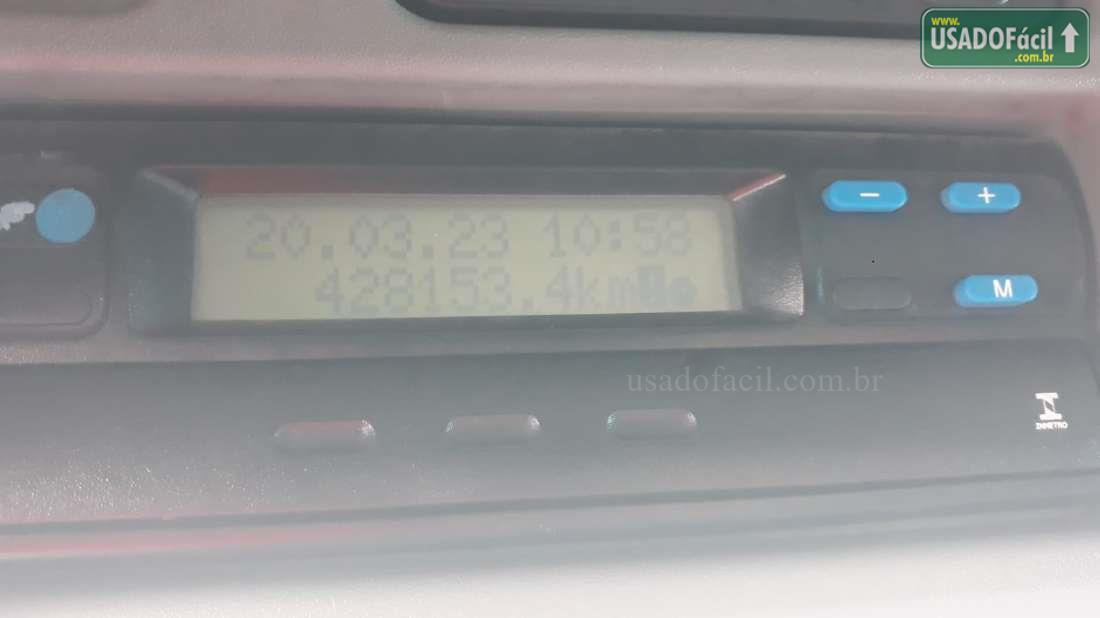 www.
USADOFácil
.com.br
20.03.23 10:58
428153.4km
- +
M
usadofacil.com.br
INMETRO